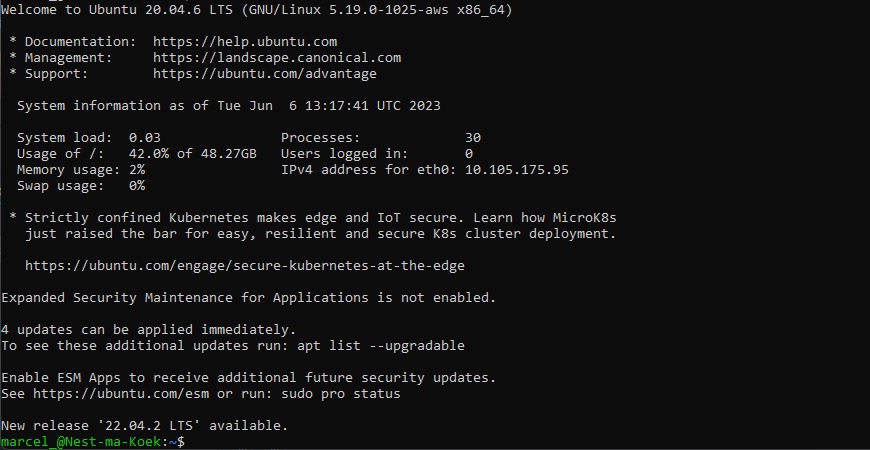 Welcome to Ubuntu 20.04.6 LTS (GNU/Linux 5.19.0-1025-aws x86_64)
* Documentation:  https://help.ubuntu.com
* Management:     https://landscape.canonical.com
* Support:        https://ubuntu.com/advantage
System information as of Tue Jun  6 13:17:41 UTC 2023
System load:  0.03               Processes:             30
Usage of /:   42.0% of 48.27GB   Users logged in:       0
Memory usage: 2%                 IPv4 address for eth0: 10.105.175.95
Swap usage:   0%
* Strictly confined Kubernetes makes edge and IoT secure. Learn how MicroK8s
just raised the bar for easy, resilient and secure K8s cluster deployment.
https://ubuntu.com/engage/secure-kubernetes-at-the-edge
Expanded Security Maintenance for Applications is not enabled.
4 updates can be applied immediately.
To see these additional updates run: apt list --upgradable
Enable ESM Apps to receive additional future security updates.
See https://ubuntu.com/esm or run: sudo pro status
New release '22.04.2 LTS' available.
marcel_@Nest-ma-Koek:~$